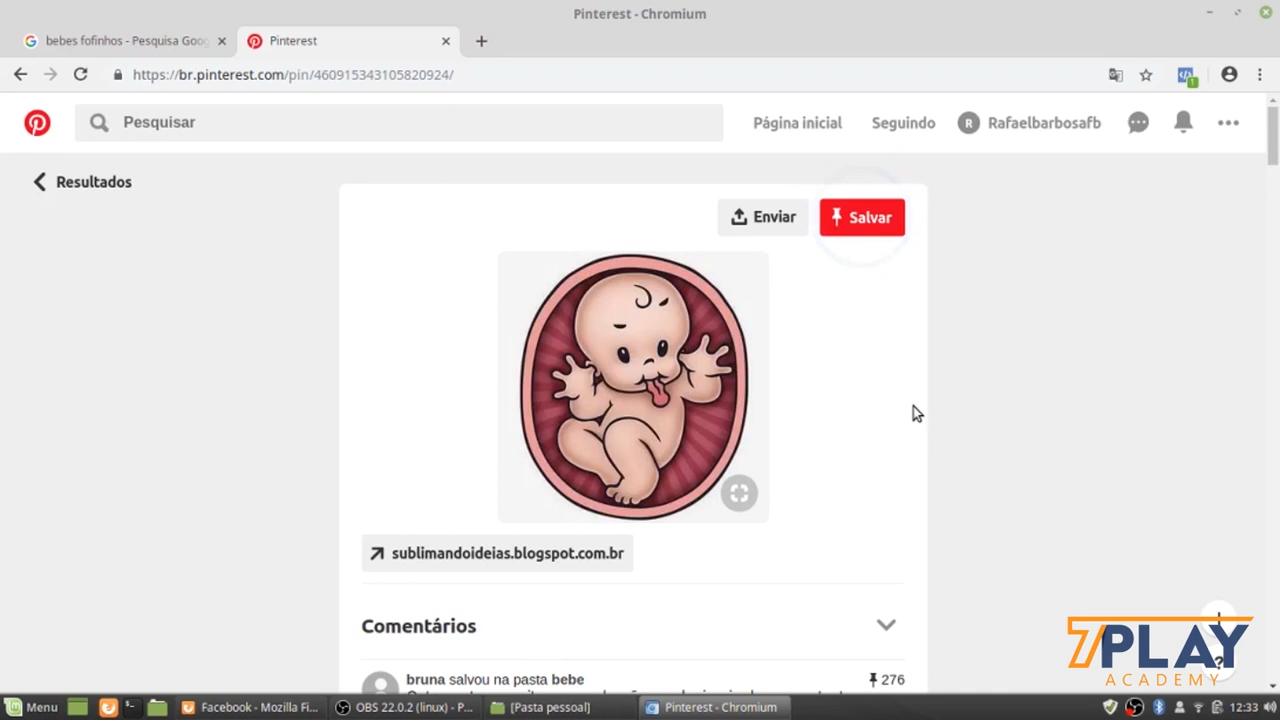 Pinterest - Chromium
bebes fofinhos - Pesquisa Goog
Pinterest
https://br.pinterest.com/pin/460915343105820924/
1
Pesquisar
Página inicial
Seguindo
R
Rafaelbarbosafb
Resultados
Enviar
Salvar
sublimandoideias.blogspot.com.br
Comentários
bruna salvou na pasta bebe
276
7PLAY
ACADEMY
?
Menu
Facebook - Mozilla Fi...
OBS 22.0.2 (linux) - P...
[Pasta pessoal]
Pinterest - Chromium
12:33